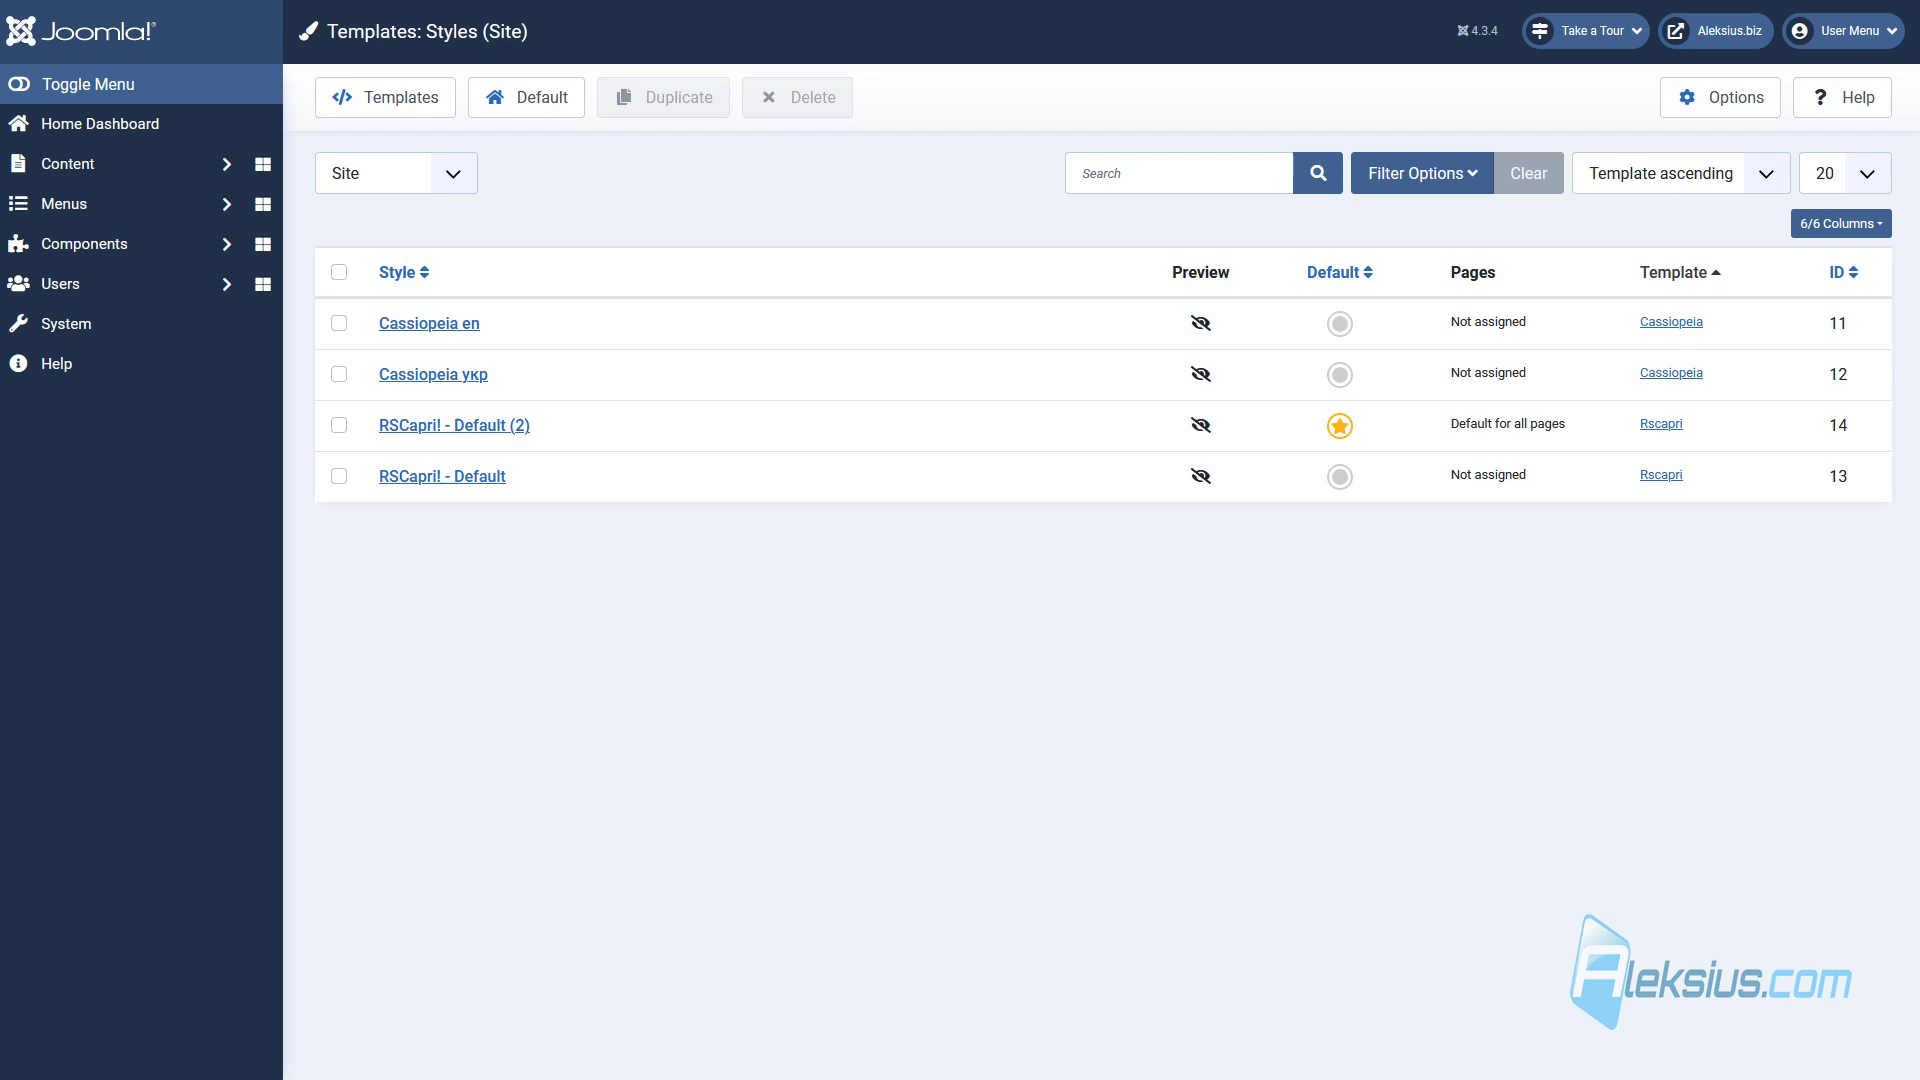 Joomla!
Templates: Styles (Site)
4.3.4
Take a Tour
Aleksius.biz
User Menu
Toggle Menu
Home Dashboard
Content
Menus
Components
Users
System
Help
Templates
Default
Duplicate
Delete
Options
Help
Site
Search
Filter Options
Clear
Template ascending
20
6/6 Columns
Style Preview Default Pages Template ID
Cassiopeia en Not assigned Cassiopeia 11
Cassiopeia укр Not assigned Cassiopeia 12
RSCapri! - Default (2) Default for all pages Rscapri 14
RSCapri! - Default Not assigned Rscapri 13
Aleksius.com